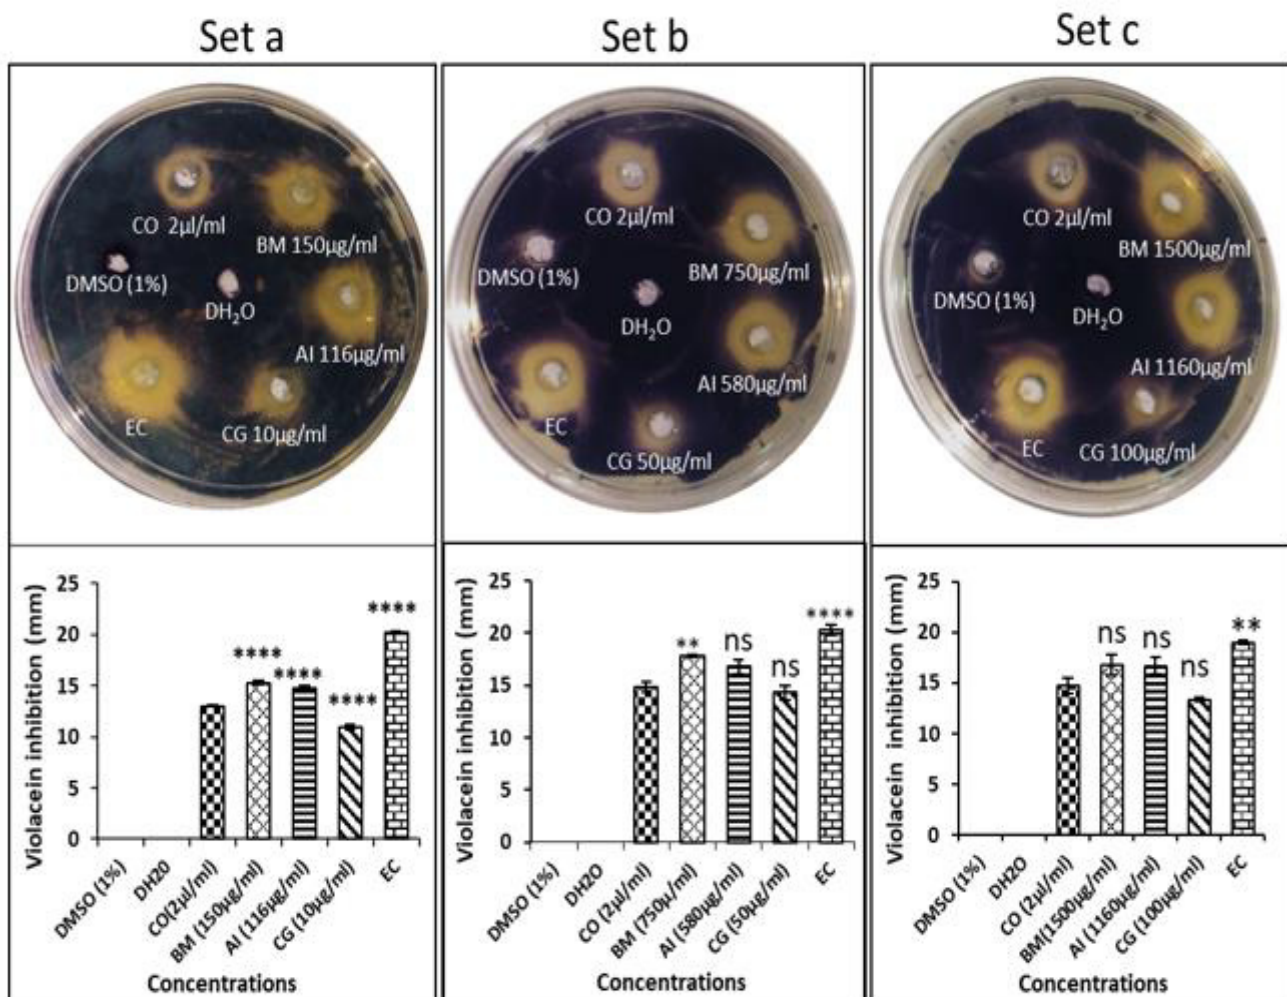 Set a
Set b
Set c
CO 2µl/ml
BM 150µg/ml
DMSO (1%)
DH₂O
AI 116µg/ml
EC
CG 10µg/ml
CO 2µl/ml
BM 750µg/ml
DMSO (1%)
DH₂O
AI 580µg/ml
EC
CG 50µg/ml
CO 2µl/ml
BM 1500µg/ml
DMSO (1%)
DH₂O
AI 1160µg/ml
EC
CG 100µg/ml
Violacein inhibition (mm)
25
20
15
10
5
0
****
****
****
****
DMSO (1%)
DH2O
CO(2µl/ml)
BM (150µg/ml)
AI (116µg/ml)
CG (10µg/ml)
EC
Concentrations
Violacein inhibition (mm)
25
20
15
10
5
0
**
ns
ns
****
DMSO (1%)
DH2O
CO (2µl/ml)
BM (750µ/ml)
AI (580µg/ml)
CG (50µg/ml)
EC
Concentrations
Violacein inhibition (mm)
25
20
15
10
5
0
ns
ns
ns
**
DMSO (1%)
DH2O
CO (2µl/ml)
BM(1500µg/ml)
AI (1160µg/ml)
CG (100µg/ml)
EC
Concentrations